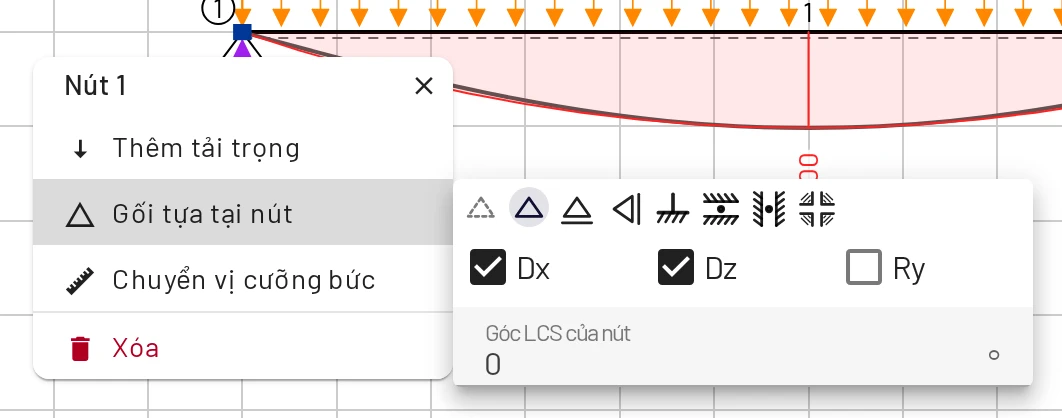 1
1
Nút 1
Thêm tải trọng
Gối tựa tại nút
Chuyển vị cưỡng bức
Xóa
Dx
Dz
Ry
Góc LCS của nút
0 °